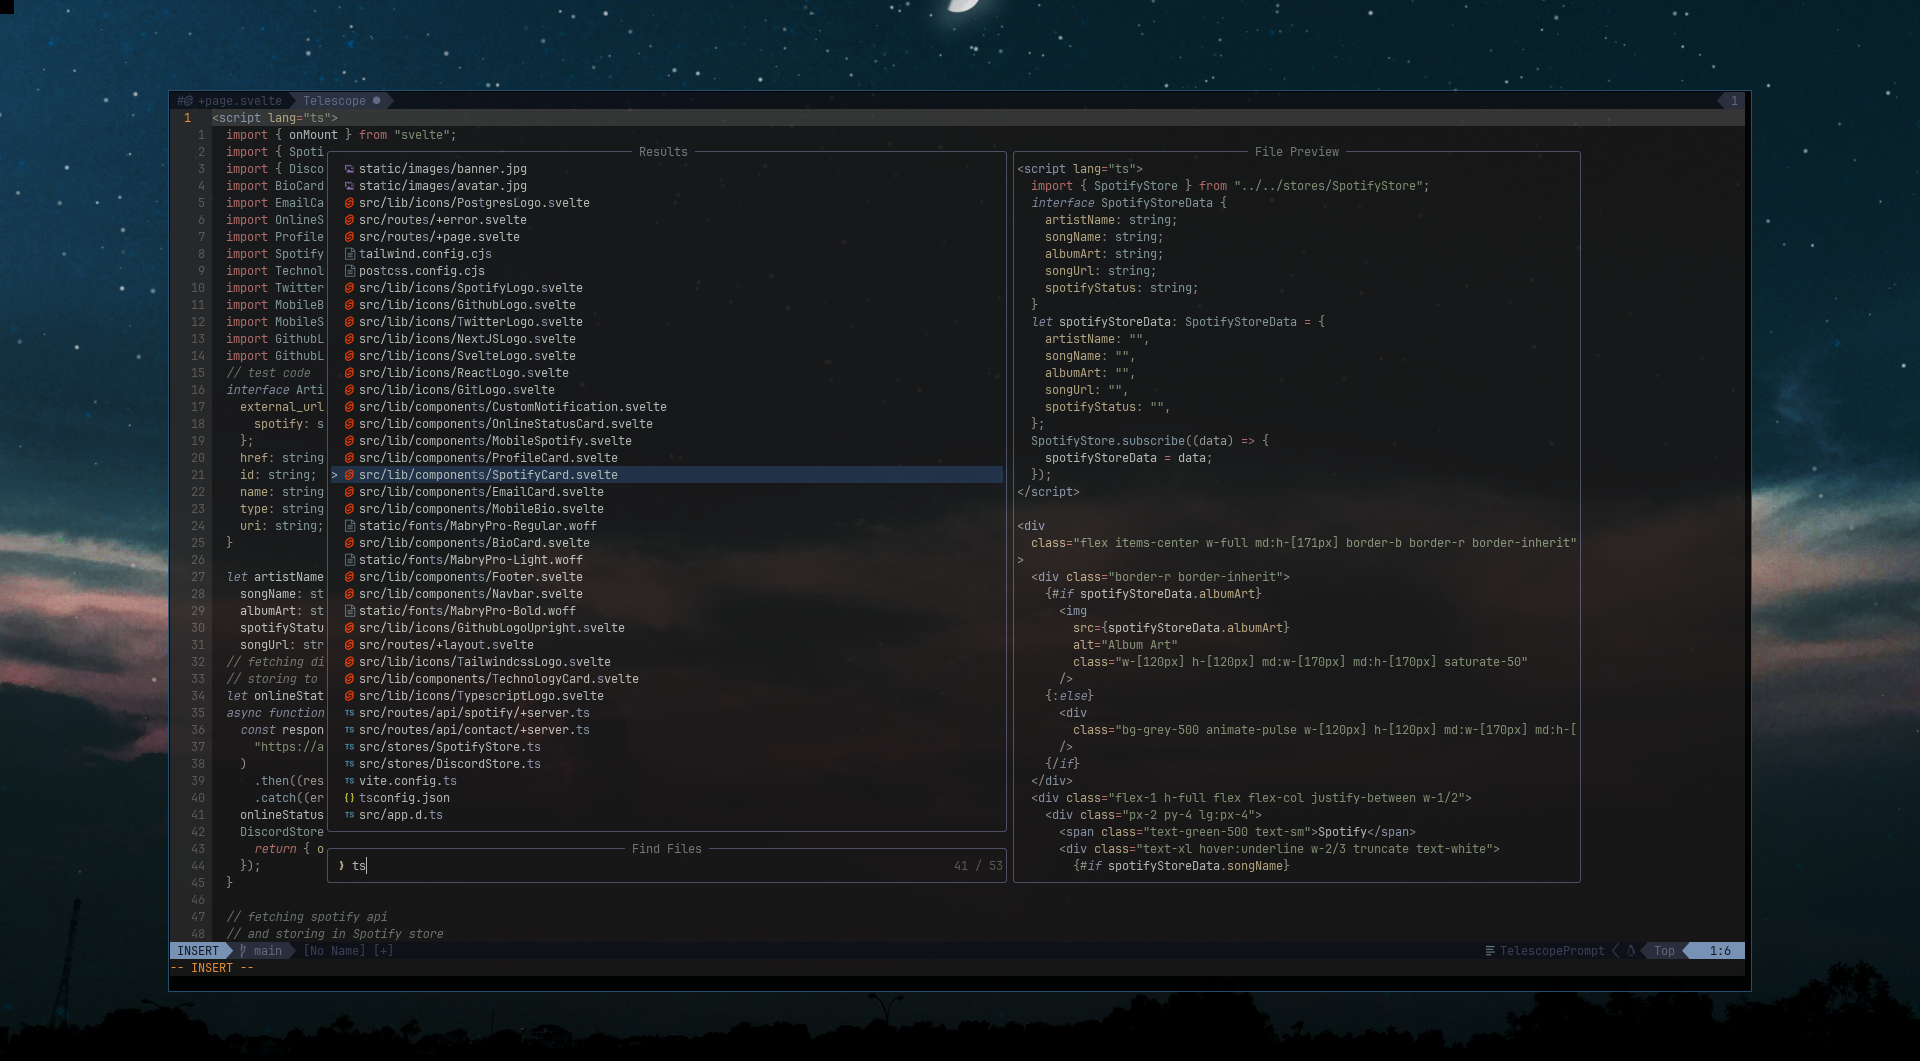 +page.svelte Telescope ● 1
1 <script lang="ts">
1 import { onMount } from "svelte";
2 import { Spoti
3 import { Disco
4 import BioCard
5 import EmailCa
6 import OnlineS
7 import Profile
8 import Spotify
9 import Technol
10 import Twitter
11 import MobileB
12 import MobileS
13 import GithubL
14 import GithubL
15 // test code
16 interface Arti
17 external_url
18 spotify: s
19 };
20 href: string
21 id: string;
22 name: string
23 type: string
24 uri: string;
25 }
26
27 let artistName
28 songName: st
29 albumArt: st
30 spotifyStatu
31 songUrl: str
32 // fetching di
33 // storing to
34 let onlineStat
35 async function
36 const respon
37 "https://a
38 )
39 .then((res
40 .catch((er
41 onlineStatus
42 DiscordStore
43 return { o
44 });
45 }
46
47 // fetching spotify api
48 // and storing in Spotify store
Results
static/images/banner.jpg
static/images/avatar.jpg
src/lib/icons/PostgresLogo.svelte
src/routes/+error.svelte
src/routes/+page.svelte
tailwind.config.cjs
postcss.config.cjs
src/lib/icons/SpotifyLogo.svelte
src/lib/icons/GithubLogo.svelte
src/lib/icons/TwitterLogo.svelte
src/lib/icons/NextJSLogo.svelte
src/lib/icons/SvelteLogo.svelte
src/lib/icons/ReactLogo.svelte
src/lib/icons/GitLogo.svelte
src/lib/components/CustomNotification.svelte
src/lib/components/OnlineStatusCard.svelte
src/lib/components/MobileSpotify.svelte
src/lib/components/ProfileCard.svelte
> src/lib/components/SpotifyCard.svelte
src/lib/components/EmailCard.svelte
src/lib/components/MobileBio.svelte
static/fonts/MabryPro-Regular.woff
src/lib/components/BioCard.svelte
static/fonts/MabryPro-Light.woff
src/lib/components/Footer.svelte
src/lib/components/Navbar.svelte
static/fonts/MabryPro-Bold.woff
src/lib/icons/GithubLogoUpright.svelte
src/routes/+layout.svelte
src/lib/icons/TailwindcssLogo.svelte
src/lib/components/TechnologyCard.svelte
src/lib/icons/TypescriptLogo.svelte
TS src/routes/api/spotify/+server.ts
TS src/routes/api/contact/+server.ts
TS src/stores/SpotifyStore.ts
TS src/stores/DiscordStore.ts
TS vite.config.ts
{} tsconfig.json
TS src/app.d.ts
Find Files
❯ ts 41 / 53
File Preview
<script lang="ts">
import { SpotifyStore } from "../../stores/SpotifyStore";
interface SpotifyStoreData {
artistName: string;
songName: string;
albumArt: string;
songUrl: string;
spotifyStatus: string;
}
let spotifyStoreData: SpotifyStoreData = {
artistName: "",
songName: "",
albumArt: "",
songUrl: "",
spotifyStatus: "",
};
SpotifyStore.subscribe((data) => {
spotifyStoreData = data;
});
</script>
<div
class="flex items-center w-full md:h-[171px] border-b border-r border-inherit"
>
<div class="border-r border-inherit">
{#if spotifyStoreData.albumArt}
<img
src={spotifyStoreData.albumArt}
alt="Album Art"
class="w-[120px] h-[120px] md:w-[170px] md:h-[170px] saturate-50"
/>
{:else}
<div
class="bg-grey-500 animate-pulse w-[120px] h-[120px] md:w-[170px] md:h-[
/>
{/if}
</div>
<div class="flex-1 h-full flex flex-col justify-between w-1/2">
<div class="px-2 py-4 lg:px-4">
<span class="text-green-500 text-sm">Spotify</span>
<div class="text-xl hover:underline w-2/3 truncate text-white">
{#if spotifyStoreData.songName}
INSERT main [No Name] [+] TelescopePrompt Top 1:6
-- INSERT --